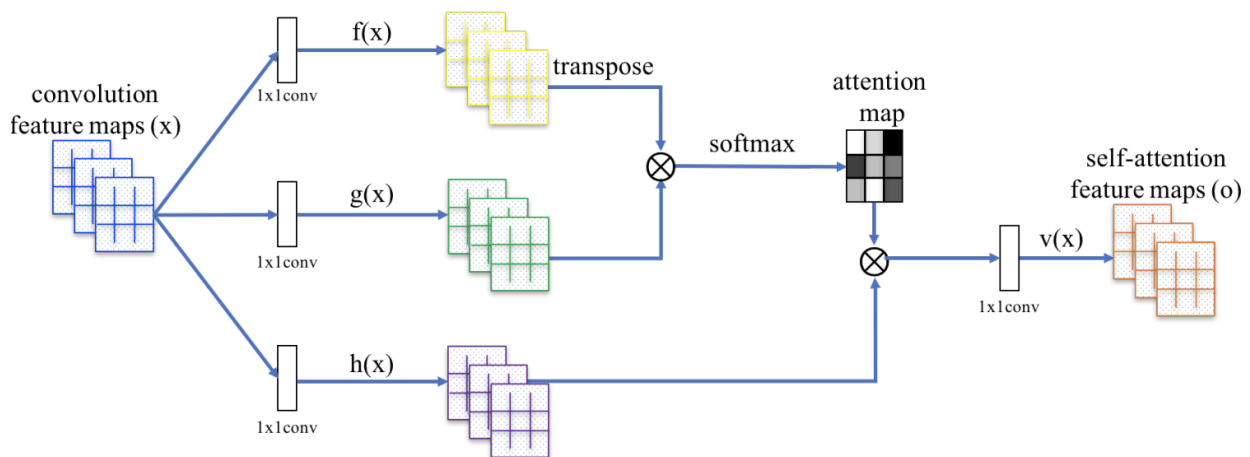 f(x)
1x1conv
transpose
convolution
feature maps (x)
attention
map
softmax
self-attention
feature maps (o)
g(x)
1x1conv
v(x)
1x1conv
h(x)
1x1conv